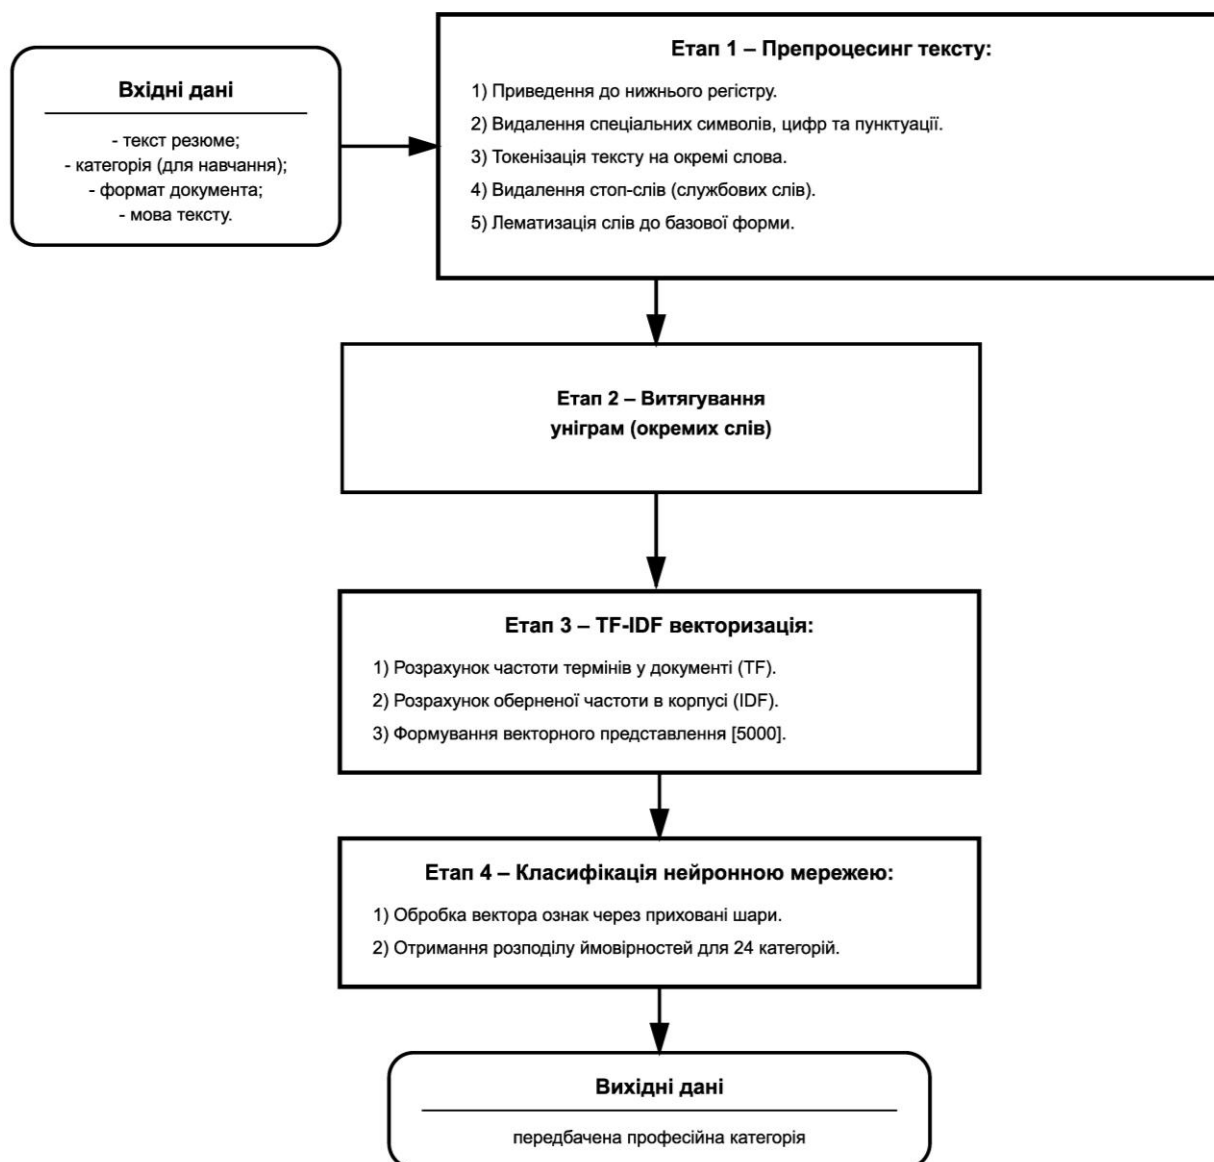 Вхідні дані
- текст резюме;
- категорія (для навчання);
- формат документа;
- мова тексту.
Етап 1 – Препроцесинг тексту:
1) Приведення до нижнього регістру.
2) Видалення спеціальних символів, цифр та пунктуації.
3) Токенізація тексту на окремі слова.
4) Видалення стоп-слів (службових слів).
5) Лематизація слів до базової форми.
Етап 2 – Витягування
уніграм (окремих слів)
Етап 3 – TF-IDF векторизація:
1) Розрахунок частоти термінів у документі (TF).
2) Розрахунок оберненої частоти в корпусі (IDF).
3) Формування векторного представлення [5000].
Етап 4 – Класифікація нейронною мережею:
1) Обробка вектора ознак через приховані шари.
2) Отримання розподілу ймовірностей для 24 категорій.
Вихідні дані
передбачена професійна категорія